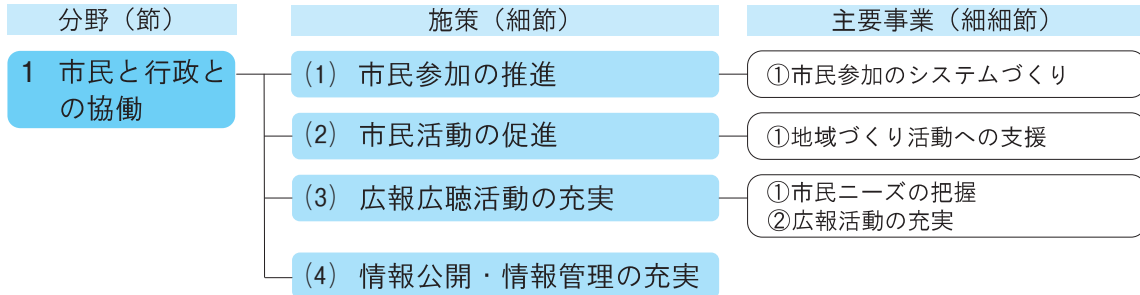 分野(節)
施策(細節)
主要事業(細細節)
1 市民と行政と
の協働
(1) 市民参加の推進
①市民参加のシステムづくり
(2) 市民活動の促進
①地域づくり活動への支援
(3) 広報広聴活動の充実
①市民ニーズの把握
②広報活動の充実
(4) 情報公開・情報管理の充実